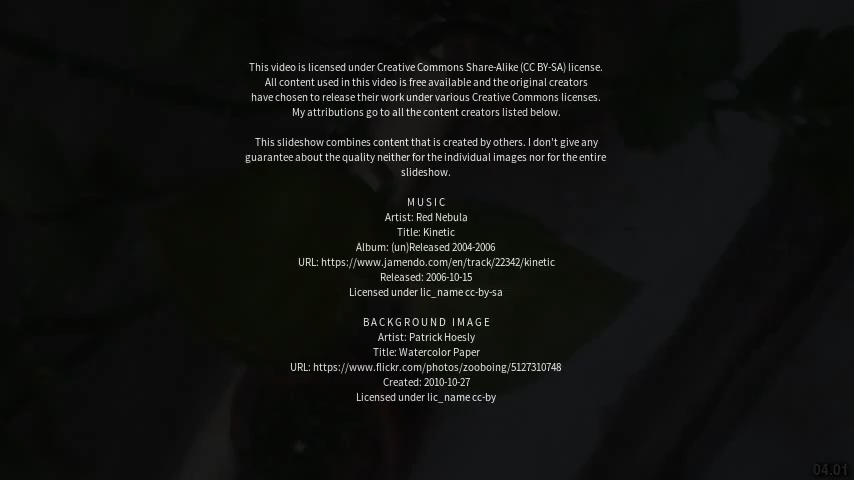 This video is licensed under Creative Commons Share-Alike (CC BY-SA) license.
All content used in this video is free available and the original creators
have chosen to release their work under various Creative Commons licenses.
My attributions go to all the content creators listed below.
This slideshow combines content that is created by others. I don't give any
guarantee about the quality neither for the individual images nor for the entire
slideshow.
MUSIC
Artist: Red Nebula
Title: Kinetic
Album: (un)Released 2004-2006
URL: https://www.jamendo.com/en/track/22342/kinetic
Released: 2006-10-15
Licensed under lic_name cc-by-sa
BACKGROUND IMAGE
Artist: Patrick Hoesly
Title: Watercolor Paper
URL: https://www.flickr.com/photos/zooboing/5127310748
Created: 2010-10-27
Licensed under lic_name cc-by
04.01